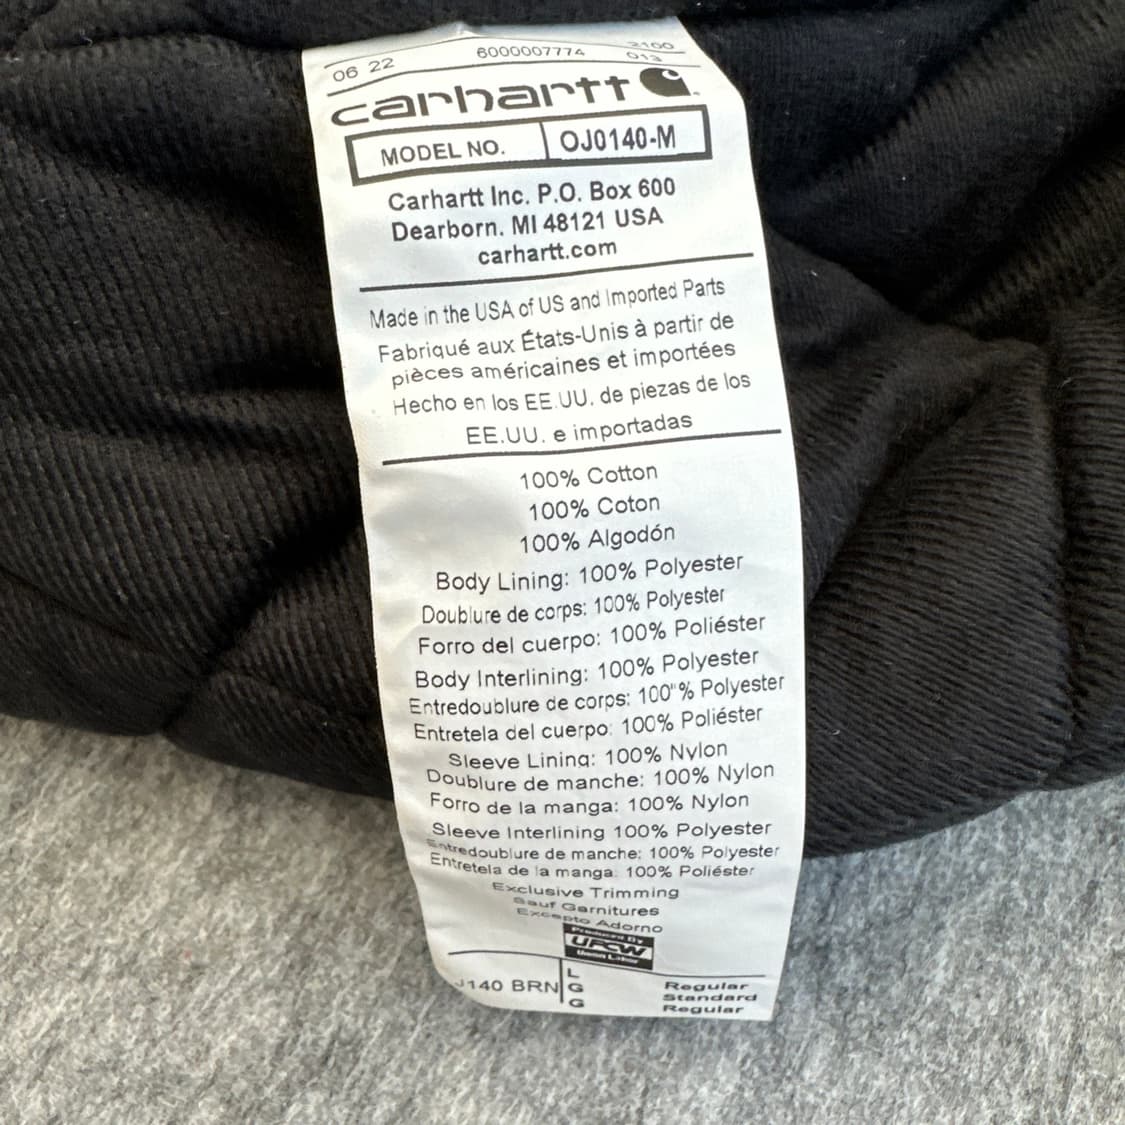 06 22 6000007774 2100
013
carhartt
MODEL NO. OJ0140-M
Carhartt Inc. P.O. Box 600
Dearborn. MI 48121 USA
carhartt.com
Made in the USA of US and Imported Parts
Fabriqué aux États-Unis à partir de
pièces américaines et importées
Hecho en los EE.UU. de piezas de los
EE.UU. e importadas
100% Cotton
100% Coton
100% Algodón
Body Lining: 100% Polyester
Doublure de corps: 100% Polyester
Forro del cuerpo: 100% Poliéster
Body Interlining: 100% Polyester
Entredoublure de corps: 100"% Polyester
Entretela del cuerpo: 100% Poliéster
Sleeve Lining: 100% Nylon
Doublure de manche: 100% Nylon
Forro de la manga: 100% Nylon
Sleeve Interlining 100% Polyester
Entredoublure de manche: 100% Polyester
Entretela de la manga: 100% Poliéster
Exclusive Trimming
Sauf Garnitures
Excepto Adorno
Produced By
UFCW
Union Labor
J140 BRN
L Regular
G Standard
G Regular